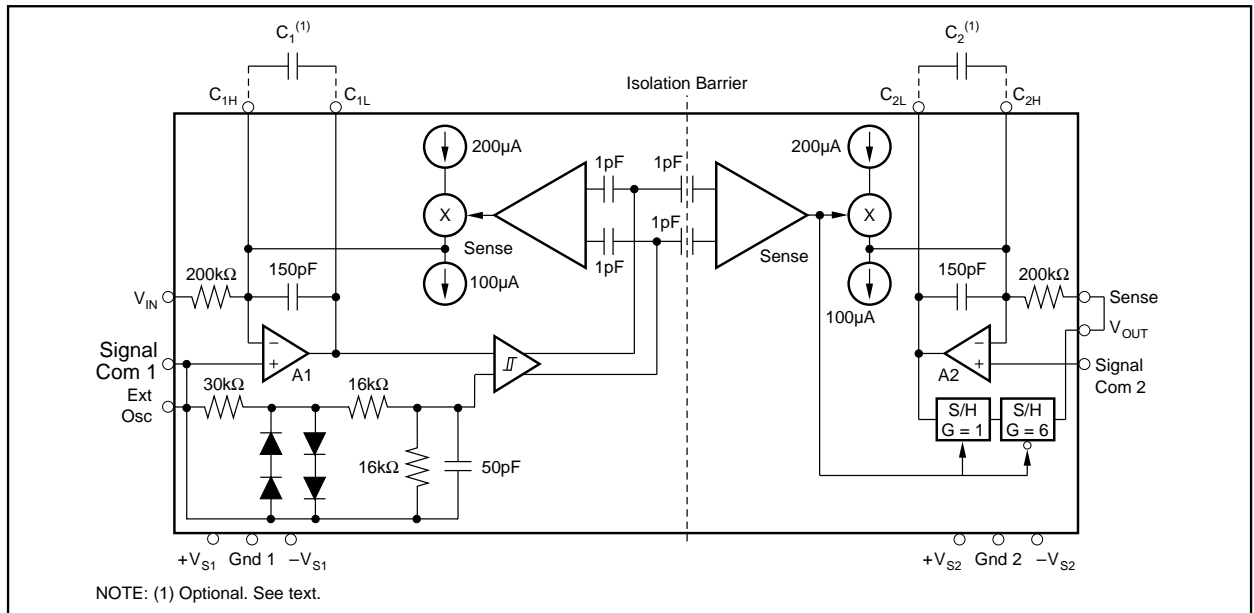 C1(1)
C2(1)
Isolation Barrier
C1H
C1L
C2L
C2H
200µA
1pF
1pF
200µA
X
X
Sense
1pF
1pF
Sense
200kΩ
150pF
100µA
100µA
150pF
200kΩ
VIN
Sense
VOUT
Signal
Com 1
–
+
A1
–
+
A2
Signal
Com 2
Ext
Osc
30kΩ
16kΩ
S/H
G = 1
S/H
G = 6
16kΩ
50pF
+VS1
Gnd 1
–VS1
+VS2
Gnd 2
–VS2
NOTE: (1) Optional. See text.